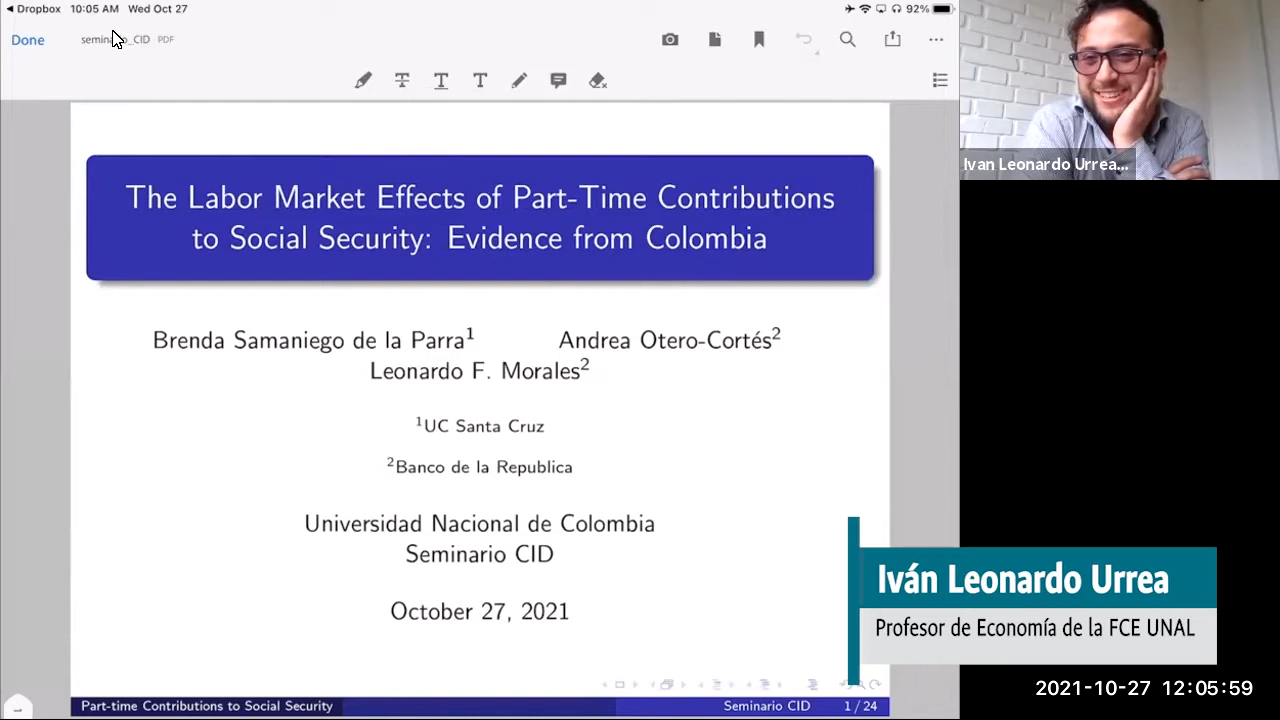 Dropbox 10:05 AM Wed Oct 27
92%
Done
PDF
The Labor Market Effects of Part-Time Contributions
to Social Security: Evidence from Colombia
Brenda Samaniego de la Parra1 Andrea Otero-Cortés2
Leonardo F. Morales2
1UC Santa Cruz
2Banco de la Republica
Universidad Nacional de Colombia
Seminario CID
October 27, 2021
Part-time Contributions to Social Security Seminario CID 1 / 24
Ivan Leonardo Urrea...
Iván Leonardo Urrea
Profesor de Economía de la FCE UNAL
2021-10-27 12:05:59